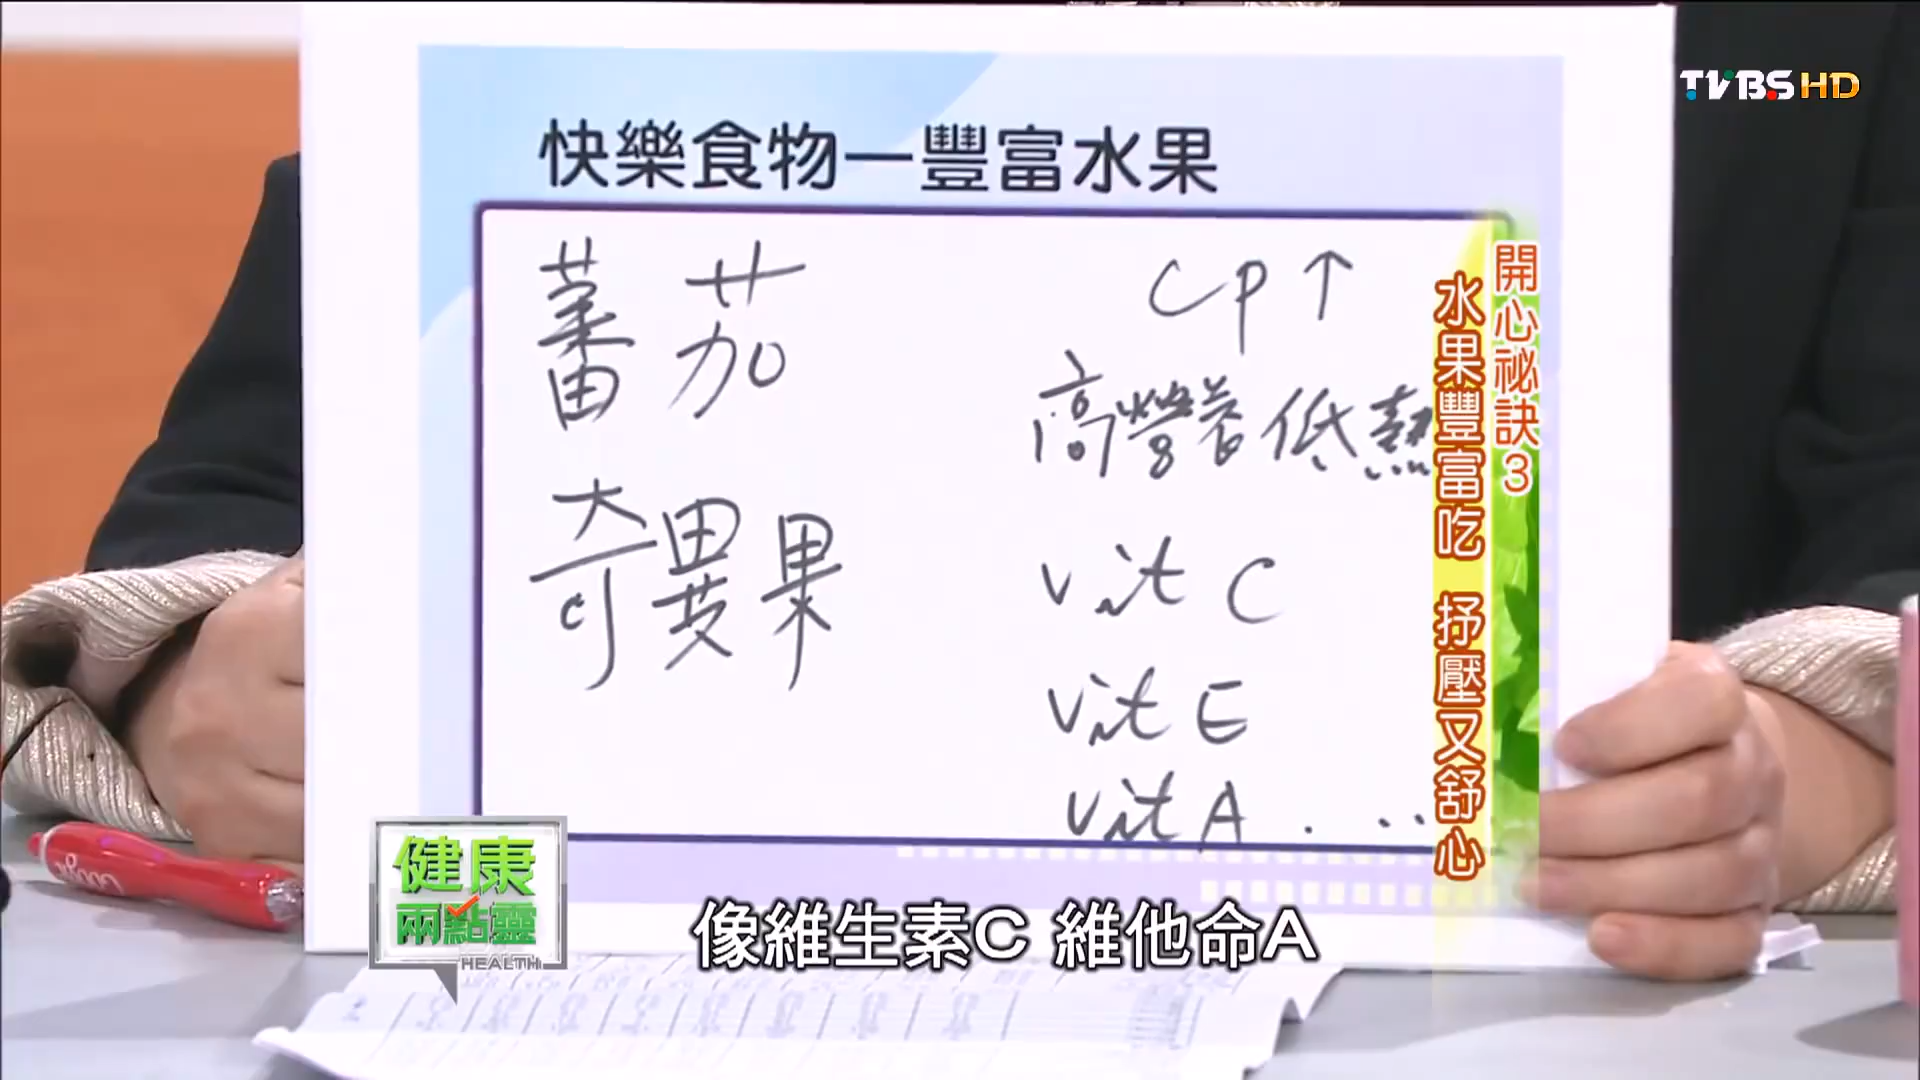 TVBS HD
快樂食物－豐富水果
蕃茄
奇異果
CP↑
高營養低熱
vit C
vit E
vit A ...
開心祕訣3
水果豐富吃 抒壓又舒心
健康
兩點靈
HEALTH
像維生素C 維他命A